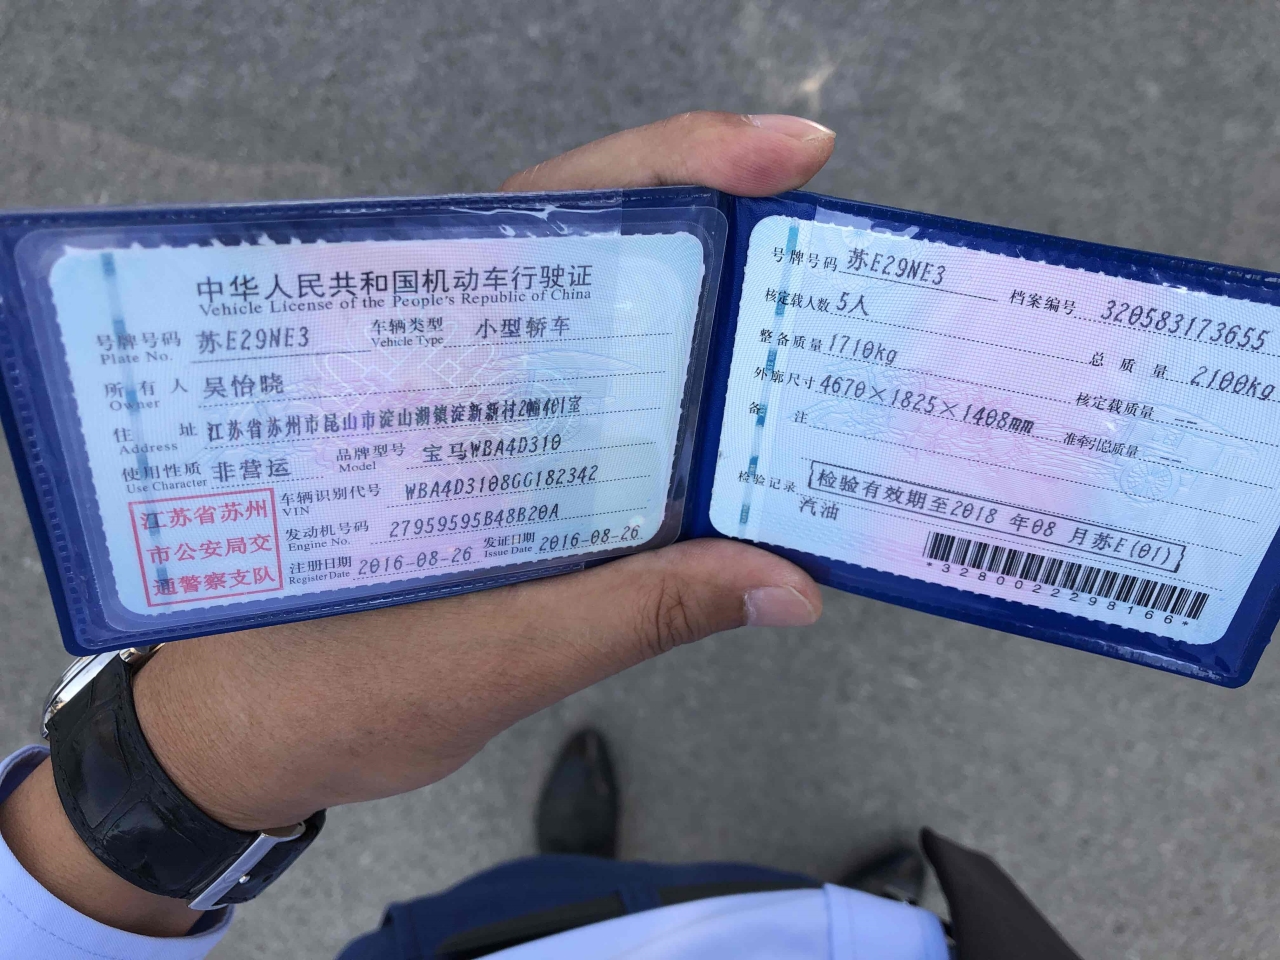 中华人民共和国机动车行驶证
Vehicle License of the People's Republic of China
号牌号码 苏E29NE3 车辆类型 小型轿车
Plate No. Vehicle Type
所有人 吴怡晓
Owner
住址 江苏省苏州市昆山市淀山湖镇淀新新村2幢401室
Address
使用性质 非营运 品牌型号 宝马WBA4D310
Use Character Model
江苏省苏州
市公安局交
通警察支队
车辆识别代号 WBA4D3108GG182342
VIN
发动机号码 27959595B48B20A
Engine No.
注册日期 2016-08-26 发证日期 2016-08-26
Register Date Issue Date
号牌号码 苏E29NE3 档案编号 320583173655
核定载人数 5人 总质量 2100kg
整备质量 1710kg 核定载质量 --
外廓尺寸 4670×1825×1408mm 准牵引总质量 --
备注
检验记录 检验有效期至2018年08月苏E(01)
汽油
*3280022298166*